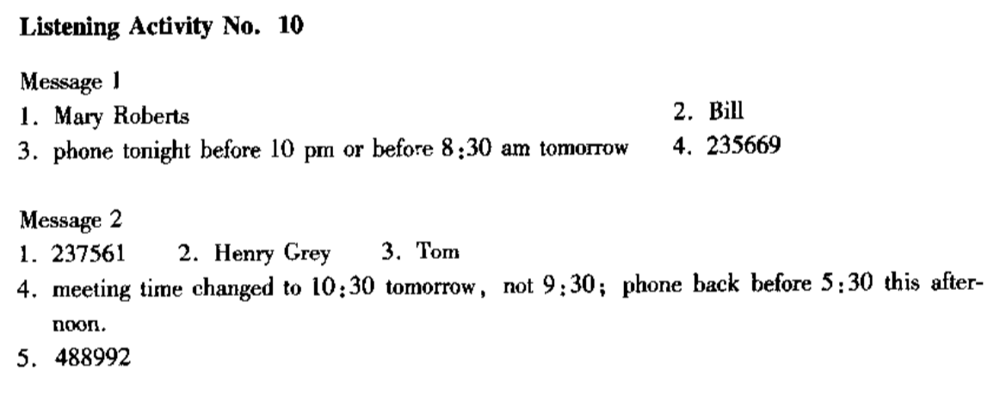 Listening Activity No. 10
Message 1
1. Mary Roberts 2. Bill
3. phone tonight before 10 pm or before 8:30 am tomorrow 4. 235669
Message 2
1. 237561 2. Henry Grey 3. Tom
4. meeting time changed to 10:30 tomorrow, not 9:30; phone back before 5:30 this after-
noon.
5. 488992